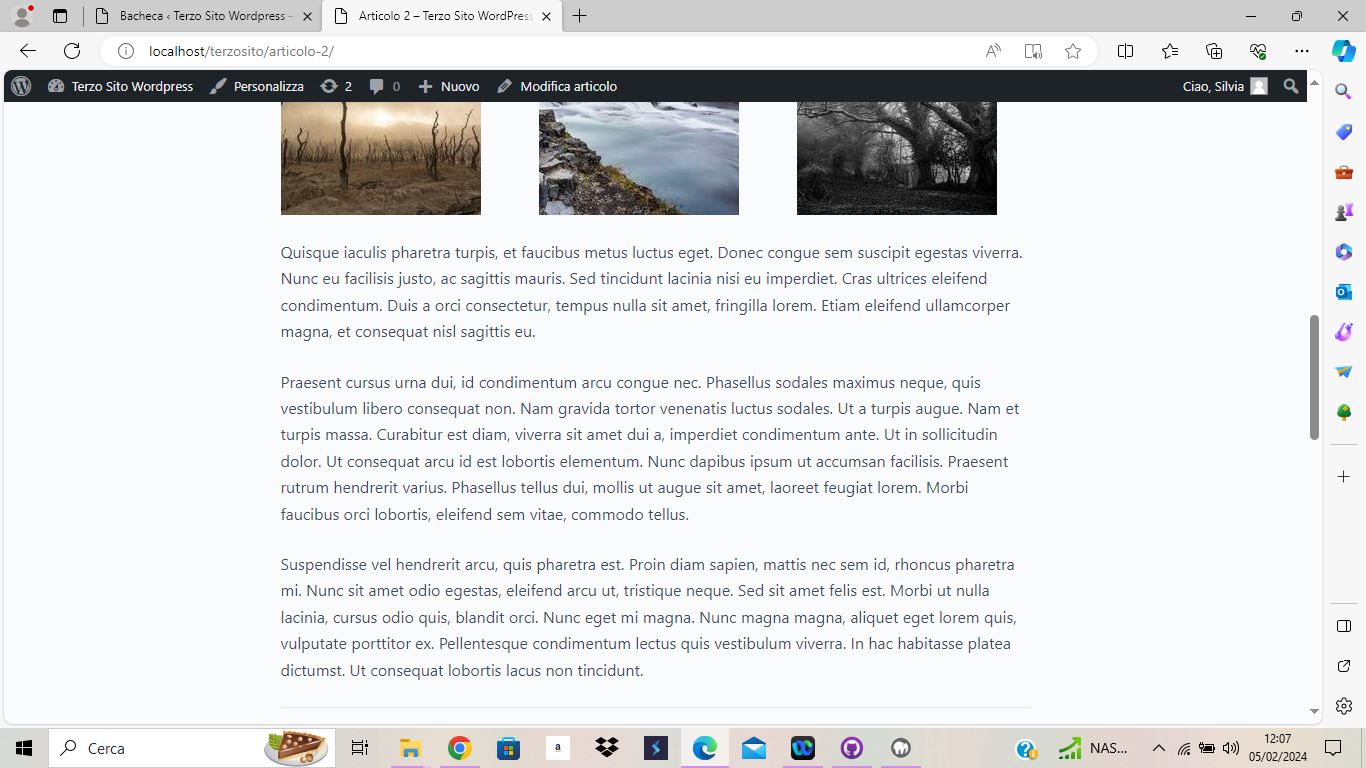 Bacheca ‹ Terzo Sito Wordpress –
Articolo 2 – Terzo Sito WordPress
localhost/terzosito/articolo-2/
Terzo Sito Wordpress
Personalizza
2
0
Nuovo
Modifica articolo
Ciao, Silvia
Quisque iaculis pharetra turpis, et faucibus metus luctus eget. Donec congue sem suscipit egestas viverra.
Nunc eu facilisis justo, ac sagittis mauris. Sed tincidunt lacinia nisi eu imperdiet. Cras ultrices eleifend
condimentum. Duis a orci consectetur, tempus nulla sit amet, fringilla lorem. Etiam eleifend ullamcorper
magna, et consequat nisl sagittis eu.
Praesent cursus urna dui, id condimentum arcu congue nec. Phasellus sodales maximus neque, quis
vestibulum libero consequat non. Nam gravida tortor venenatis luctus sodales. Ut a turpis augue. Nam et
turpis massa. Curabitur est diam, viverra sit amet dui a, imperdiet condimentum ante. Ut in sollicitudin
dolor. Ut consequat arcu id est lobortis elementum. Nunc dapibus ipsum ut accumsan facilisis. Praesent
rutrum hendrerit varius. Phasellus tellus dui, mollis ut augue sit amet, laoreet feugiat lorem. Morbi
faucibus orci lobortis, eleifend sem vitae, commodo tellus.
Suspendisse vel hendrerit arcu, quis pharetra est. Proin diam sapien, mattis nec sem id, rhoncus pharetra
mi. Nunc sit amet odio egestas, eleifend arcu ut, tristique neque. Sed sit amet felis est. Morbi ut nulla
lacinia, cursus odio quis, blandit orci. Nunc eget mi magna. Nunc magna magna, aliquet eget lorem quis,
vulputate porttitor ex. Pellentesque condimentum lectus quis vestibulum viverra. In hac habitasse platea
dictumst. Ut consequat lobortis lacus non tincidunt.
Cerca
a
NAS...
12:07
05/02/2024